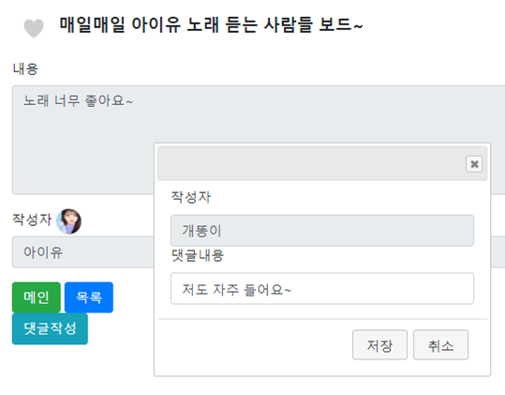 매일매일 아이유 노래 듣는 사람들 보드~
내용
노래 너무 좋아요~
작성자
아이유
메인 목록
댓글작성
작성자
개똥이
댓글내용
저도 자주 들어요~
저장 취소